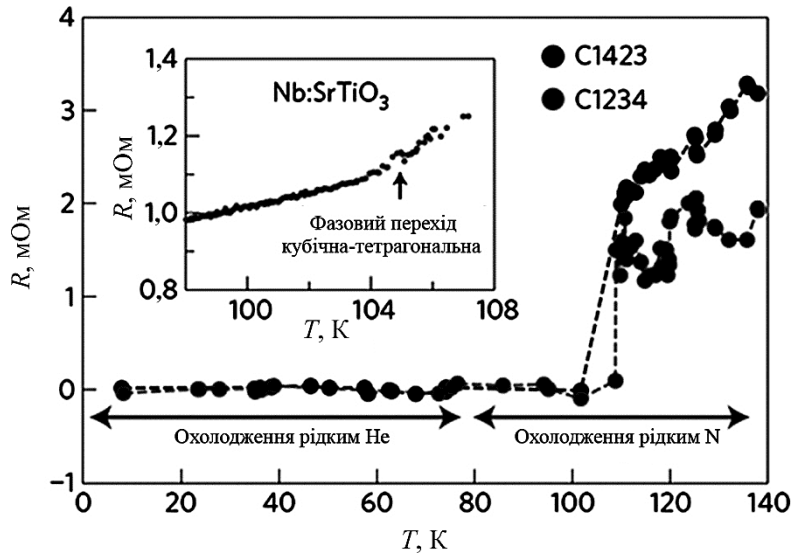 4
3
2
1
0
−1
R, мОм
1,4
1,2
1,0
0,8
R, мОм
Nb:SrTiO3
Фазовий перехід
кубічна-тетрагональна
100 104 108
T, К
C1423
C1234
Охолодження рідким He
Охолодження рідким N
0 20 40 60 80 100 120 140
T, К